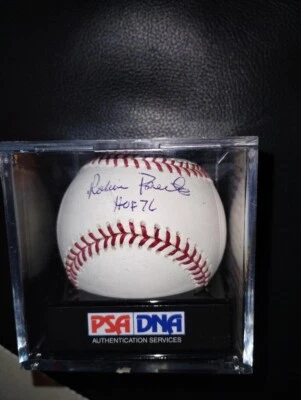 Robin Roberts
HOF 76
PSA DNA
AUTHENTICATION SERVICES